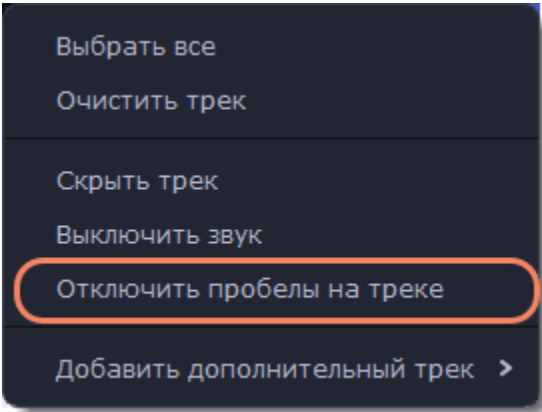 Выбрать все
Очистить трек
Скрыть трек
Выключить звук
Отключить пробелы на треке
Добавить дополнительный трек >